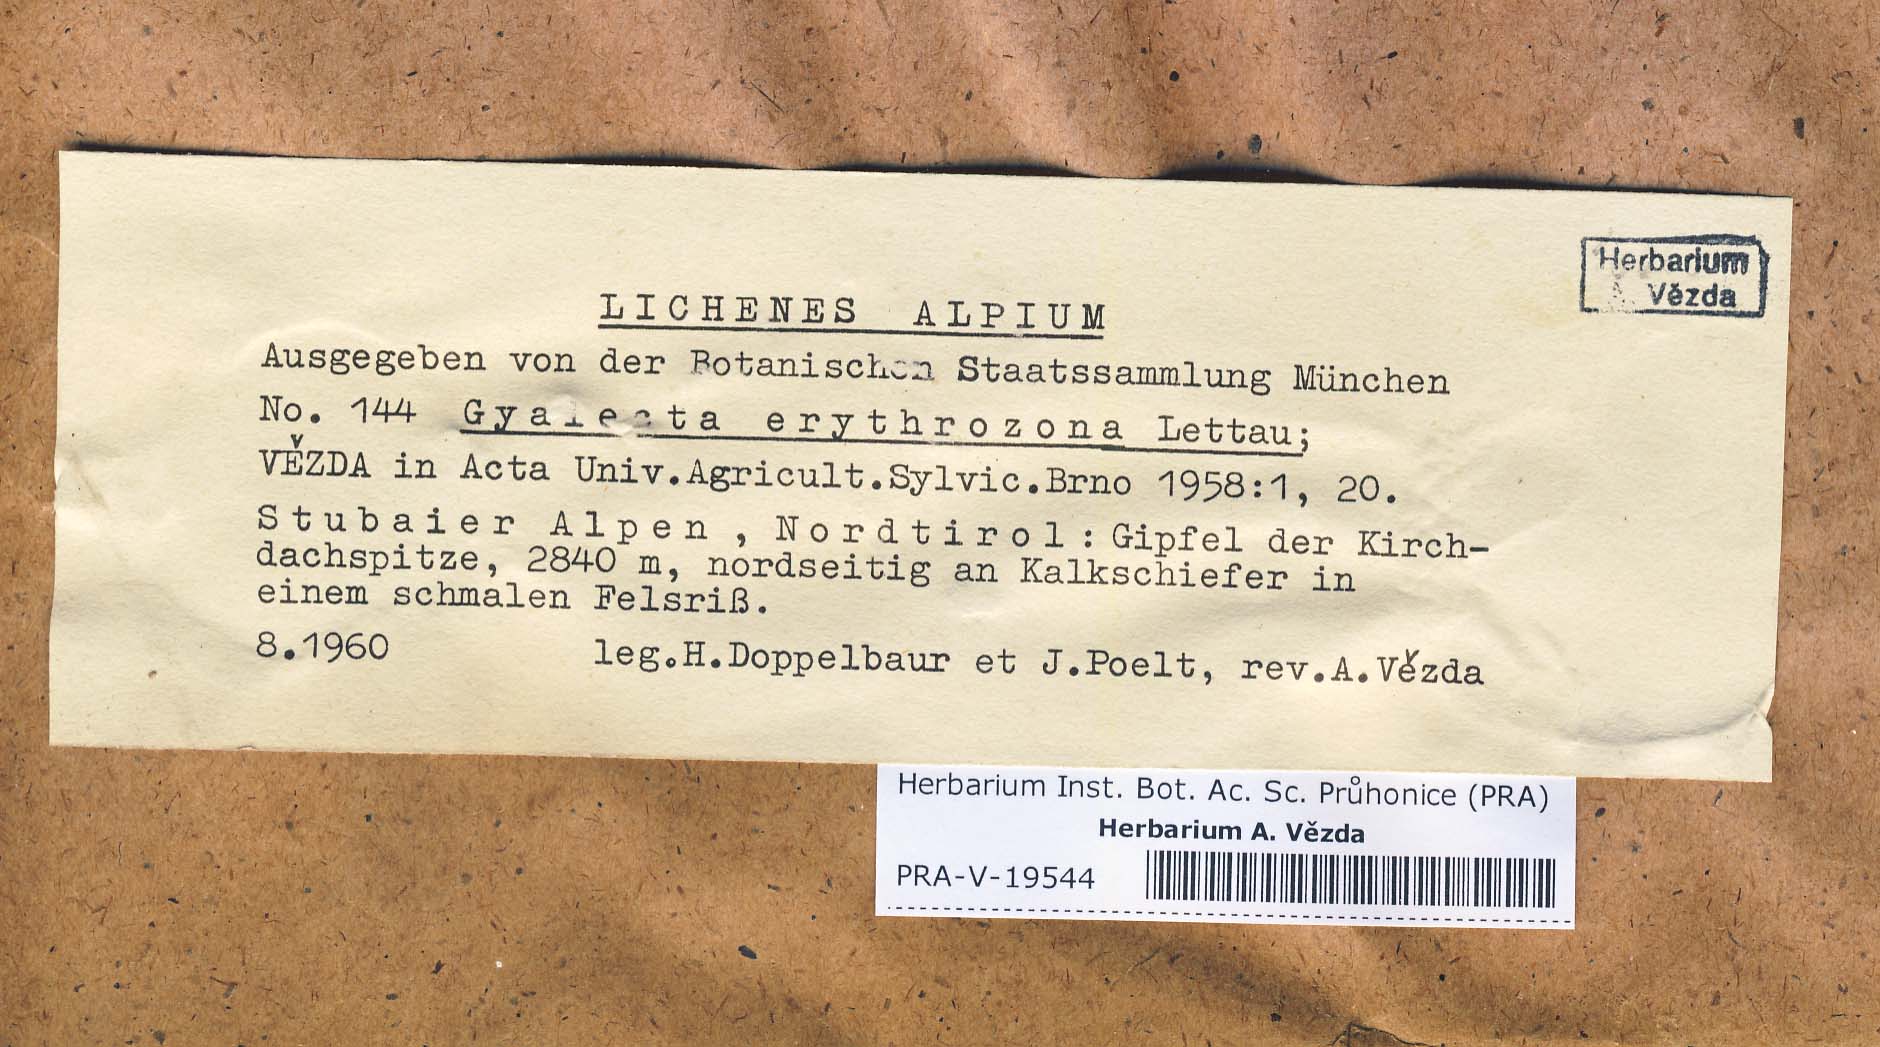 Herbarium
A. Vězda
LICHENES ALPIUM
Ausgegeben von der Botanischen Staatssammlung München
No. 144 Gyalecta erythrozona Lettau;
VĚZDA in Acta Univ.Agricult.Sylvic.Brno 1958:1, 20.
Stubaier Alpen, Nordtirol: Gipfel der Kirch-
dachspitze, 2840 m, nordseitig an Kalkschiefer in
einem schmalen Felsriß.
8.1960 leg.H.Doppelbaur et J.Poelt, rev.A.Vězda
Herbarium Inst. Bot. Ac. Sc. Průhonice (PRA)
Herbarium A. Vězda
PRA-V-19544